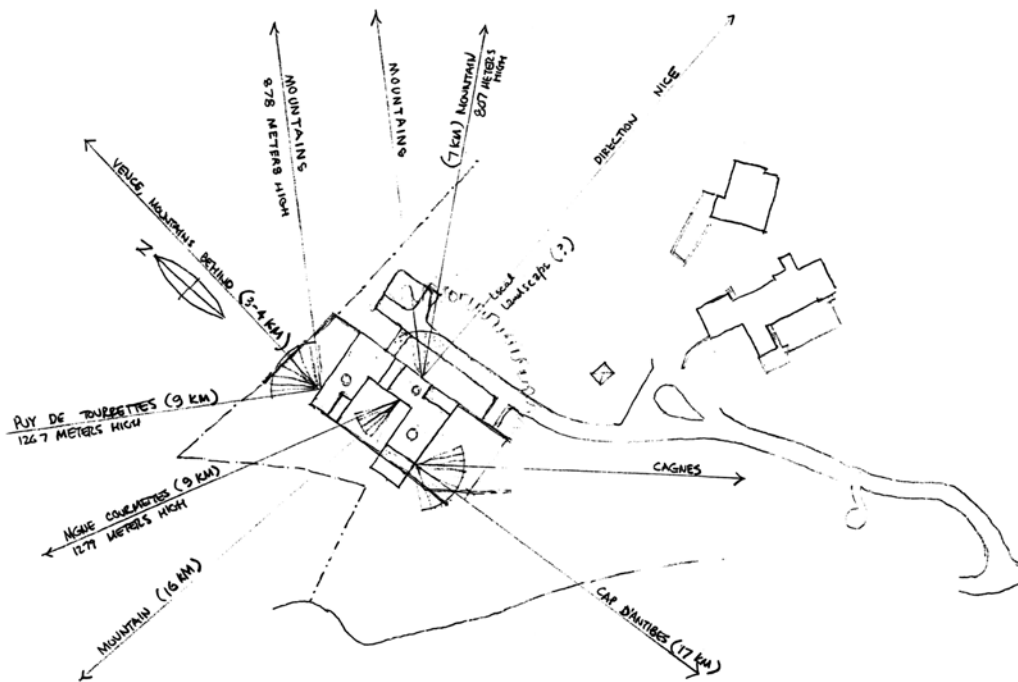 MOUNTAINS
878 METERS HIGH
MOUNTAINS
(7 KM) MOUNTAIN
807 METERS
HIGH
DIRECTION NICE
VENCE, MOUNTAINS BEHIND (3-4 KM)
N
Local
Landscape (?)
PUY DE TOURRETTES (9 KM)
1267 METERS HIGH
CAGNES
COURMETTES (9 KM)
1279 METERS HIGH
MOUNTAIN (16 KM)
CAP D'ANTIBES (17 KM)